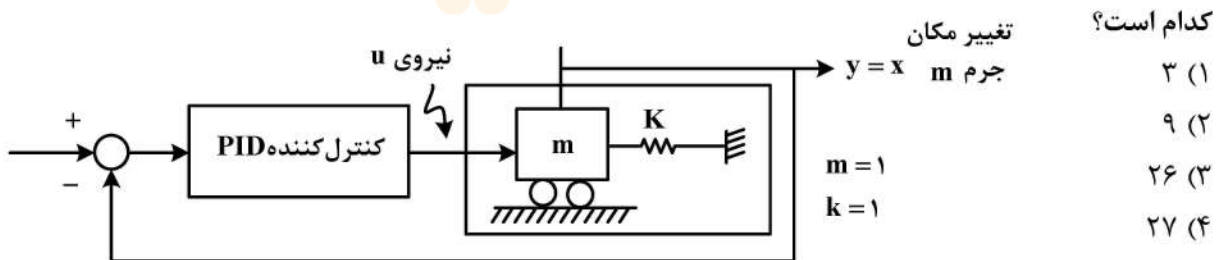 کدام است؟
۱) ۳
۲) ۹
۳) ۲۶
۴) ۲۷
تغییر مکان
جرم m
y = x
نیروی u
+
−
کنترل‌کننده PID
m
K
m = ۱
k = ۱